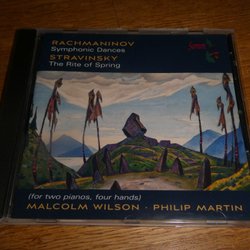 RACHMANINOV
Symphonic Dances
STRAVINSKY
The Rite of Spring
(for two pianos, four hands)
MALCOLM WILSON · PHILIP MARTIN